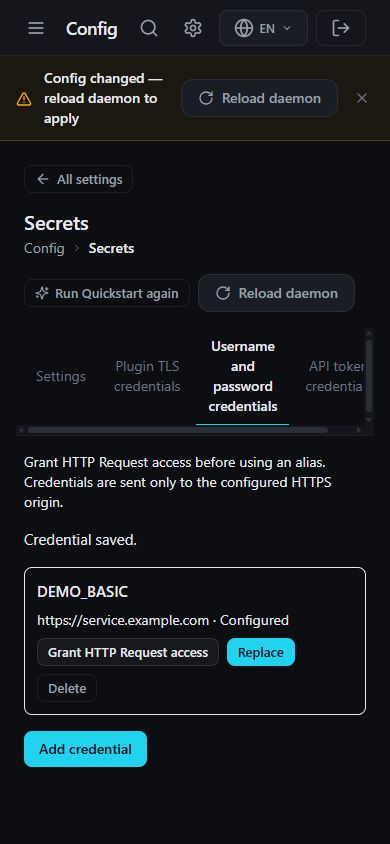 Config
EN
Config changed —
reload daemon to
apply
Reload daemon
All settings
Secrets
Config > Secrets
Run Quickstart again
Reload daemon
Settings
Plugin TLS
credentials
Username
and
password
credentials
API token
credentia
Grant HTTP Request access before using an alias.
Credentials are sent only to the configured HTTPS
origin.
Credential saved.
DEMO_BASIC
https://service.example.com · Configured
Grant HTTP Request access
Replace
Delete
Add credential